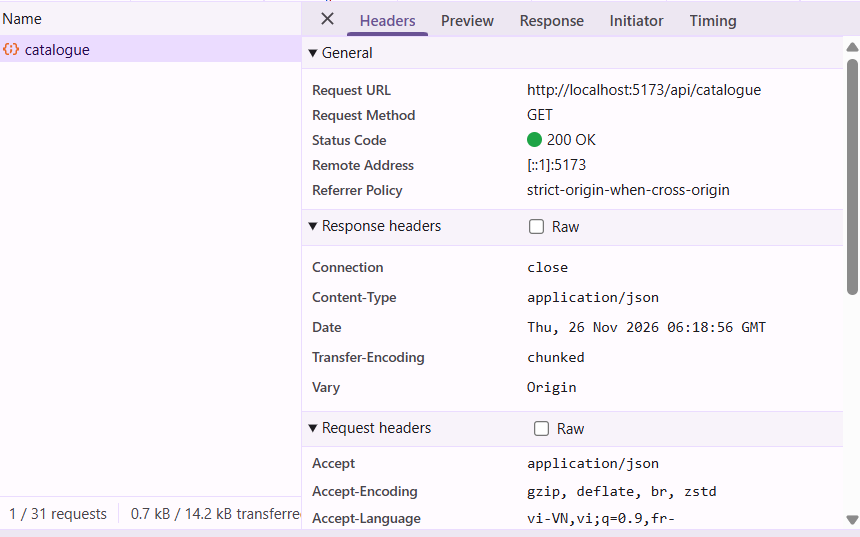 Name
catalogue
1 / 31 requests 0.7 kB / 14.2 kB transferre
Headers Preview Response Initiator Timing
General
Request URL http://localhost:5173/api/catalogue
Request Method GET
Status Code 200 OK
Remote Address [::1]:5173
Referrer Policy strict-origin-when-cross-origin
Response headers Raw
Connection close
Content-Type application/json
Date Thu, 26 Nov 2026 06:18:56 GMT
Transfer-Encoding chunked
Vary Origin
Request headers Raw
Accept application/json
Accept-Encoding gzip, deflate, br, zstd
Accept-Language vi-VN,vi;q=0.9,fr-